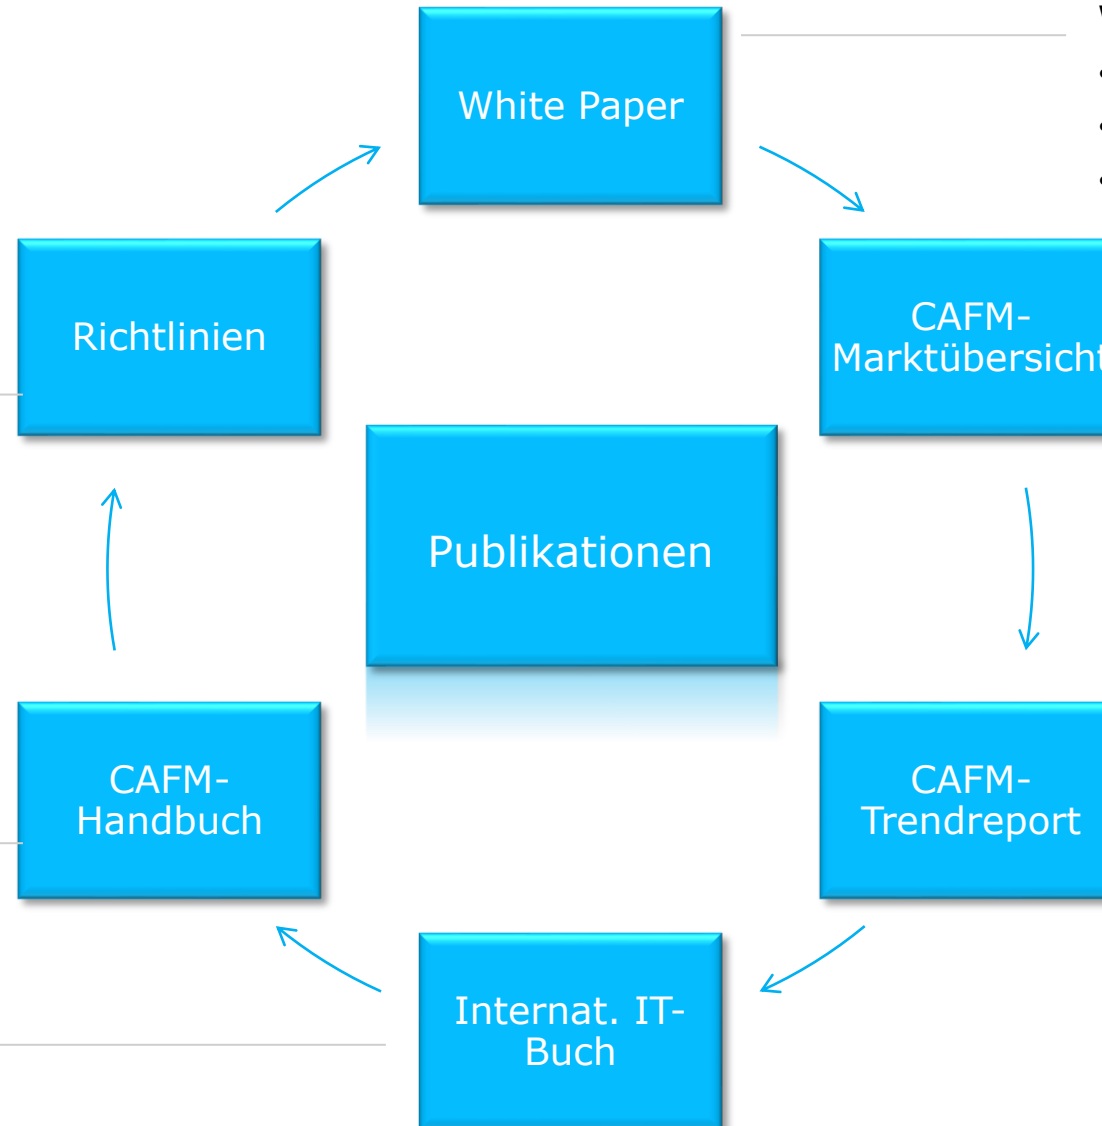 White Paper
Richtlinien
CAFM-
Marktübersicht
Publikationen
CAFM-
Handbuch
CAFM-
Trendreport
Internat. IT-
Buch